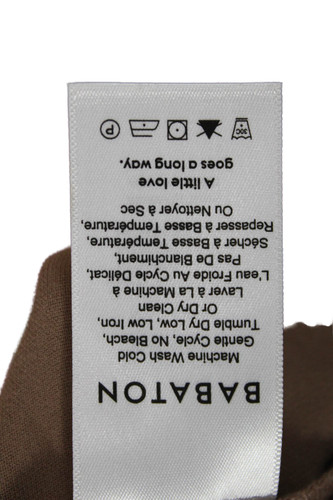 BABATON
Machine Wash Cold
Gentle Cycle, No Bleach,
Tumble Dry Low, Low Iron,
Or Dry Clean
Laver à La Machine à
L'eau Froide Au Cycle Délicat,
Pas De Blanchiment,
Sécher à Basse Température,
Repasser à Basse Température,
Ou Nettoyer à Sec
A little love
goes a long way.
30C P